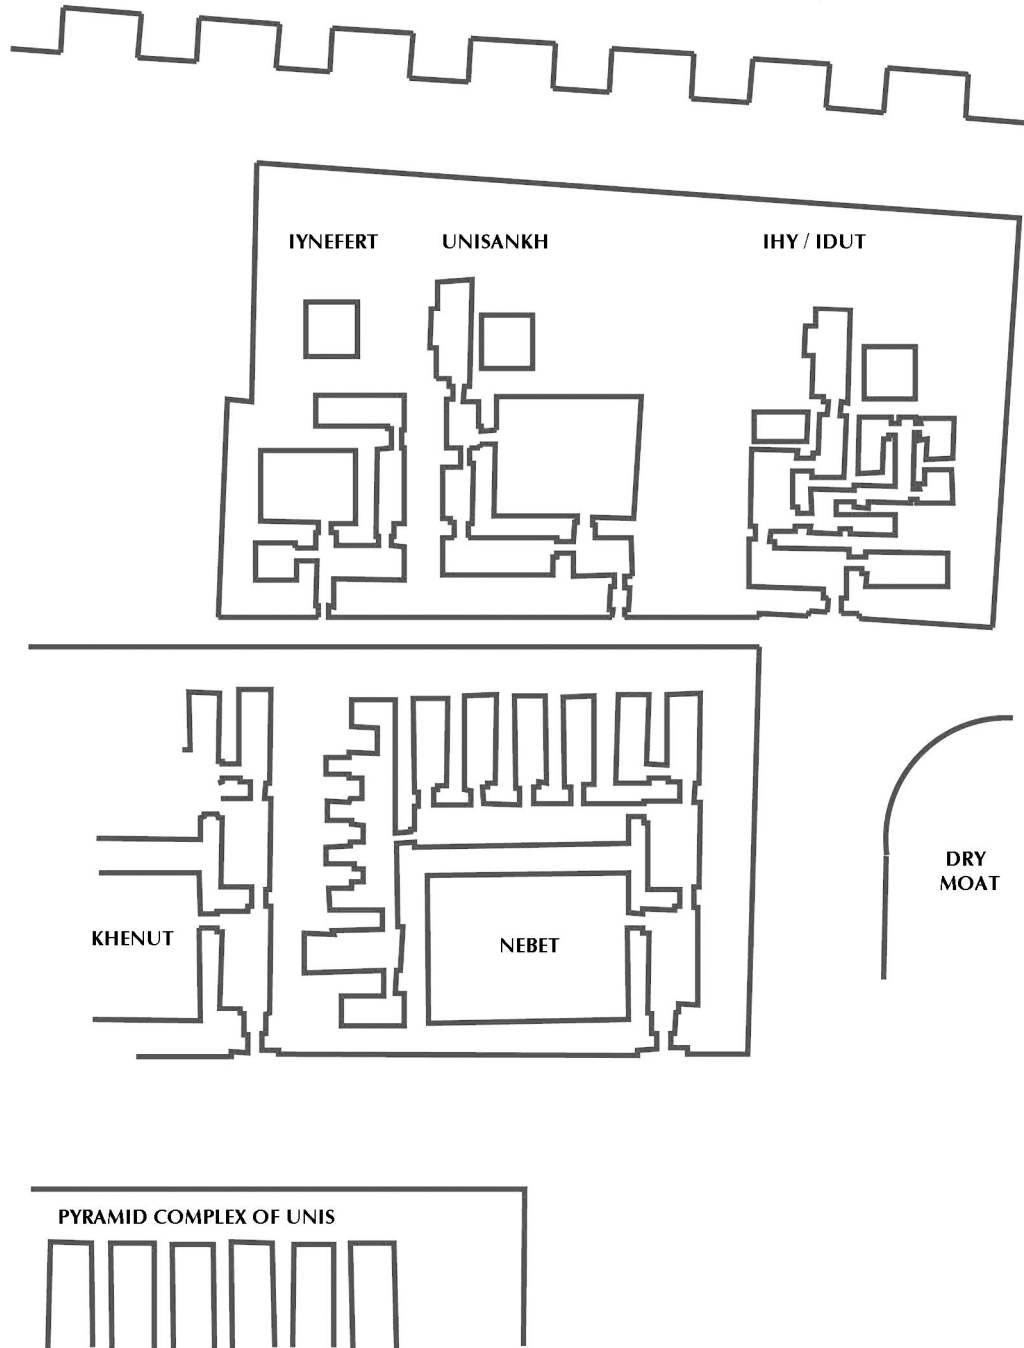 IYNEFERT
UNISANKH
IHY / IDUT
DRY
MOAT
KHENUT
NEBET
PYRAMID COMPLEX OF UNIS